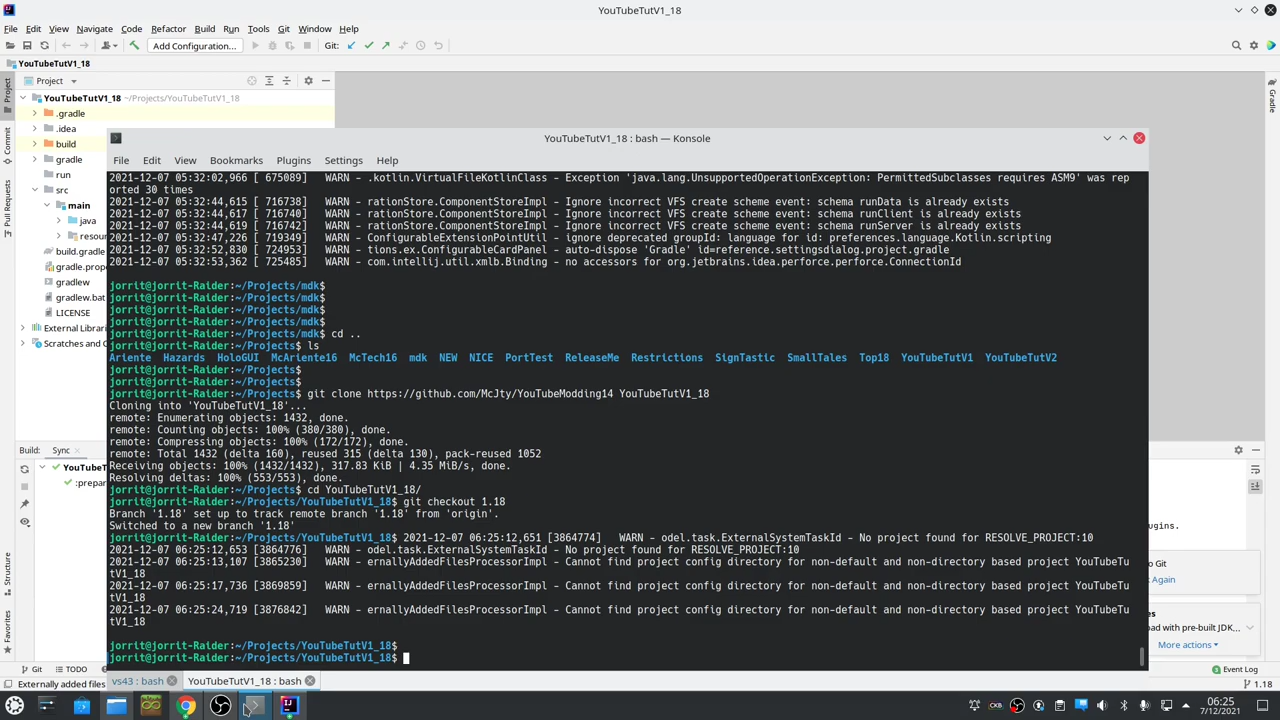 YouTubeTutV1_18
File Edit View Navigate Code Refactor Build Run Tools Git Window Help
Add Configuration...
Git:
YouTubeTutV1_18
Project
YouTubeTutV1_18 ~/Projects/YouTubeTutV1_18
.gradle
.idea
build
gradle
run
src
main
java
resour
build.gradle
gradle.prope
gradlew
gradlew.bat
LICENSE
External Librari
Scratches and C
Project
Commit
Pull Requests
Structure
Favorites
Gradle
YouTubeTutV1_18 : bash — Konsole
File Edit View Bookmarks Plugins Settings Help
2021-12-07 05:32:02,966 [ 675089] WARN - .kotlin.VirtualFileKotlinClass - Exception 'java.lang.UnsupportedOperationException: PermittedSubclasses requires ASM9' was rep
orted 30 times
2021-12-07 05:32:44,615 [ 716738] WARN - rationStore.ComponentStoreImpl - Ignore incorrect VFS create scheme event: schema runData is already exists
2021-12-07 05:32:44,617 [ 716740] WARN - rationStore.ComponentStoreImpl - Ignore incorrect VFS create scheme event: schema runClient is already exists
2021-12-07 05:32:44,619 [ 716742] WARN - rationStore.ComponentStoreImpl - Ignore incorrect VFS create scheme event: schema runServer is already exists
2021-12-07 05:32:47,226 [ 719349] WARN - ConfigurableExtensionPointUtil - ignore deprecated groupId: language for id: preferences.language.Kotlin.scripting
2021-12-07 05:32:52,830 [ 724953] WARN - tions.ex.ConfigurableCardPanel - auto-dispose 'Gradle' id=reference.settingsdialog.project.gradle
2021-12-07 05:32:53,362 [ 725485] WARN - com.intellij.util.xmlb.Binding - no accessors for org.jetbrains.idea.perforce.perforce.ConnectionId
jorrit@jorrit-Raider:~/Projects/mdk$
jorrit@jorrit-Raider:~/Projects/mdk$
jorrit@jorrit-Raider:~/Projects/mdk$
jorrit@jorrit-Raider:~/Projects/mdk$
jorrit@jorrit-Raider:~/Projects/mdk$ cd ..
jorrit@jorrit-Raider:~/Projects$ ls
Ariente Hazards HoloGUI McAriente16 McTech16 mdk NEW NICE PortTest ReleaseMe Restrictions SignTastic SmallTales Top18 YouTubeTutV1 YouTubeTutV2
jorrit@jorrit-Raider:~/Projects$
jorrit@jorrit-Raider:~/Projects$
jorrit@jorrit-Raider:~/Projects$ git clone https://github.com/McJty/YouTubeModding14 YouTubeTutV1_18
Cloning into 'YouTubeTutV1_18'...
remote: Enumerating objects: 1432, done.
remote: Counting objects: 100% (380/380), done.
remote: Compressing objects: 100% (172/172), done.
remote: Total 1432 (delta 160), reused 315 (delta 130), pack-reused 1052
Receiving objects: 100% (1432/1432), 317.83 KiB | 4.35 MiB/s, done.
Resolving deltas: 100% (553/553), done.
jorrit@jorrit-Raider:~/Projects$ cd YouTubeTutV1_18/
jorrit@jorrit-Raider:~/Projects/YouTubeTutV1_18$ git checkout 1.18
Branch '1.18' set up to track remote branch '1.18' from 'origin'.
Switched to a new branch '1.18'
jorrit@jorrit-Raider:~/Projects/YouTubeTutV1_18$ 2021-12-07 06:25:12,651 [3864774] WARN - odel.task.ExternalSystemTaskId - No project found for RESOLVE_PROJECT:10
2021-12-07 06:25:12,653 [3864776] WARN - odel.task.ExternalSystemTaskId - No project found for RESOLVE_PROJECT:10
2021-12-07 06:25:13,107 [3865230] WARN - ernallyAddedFilesProcessorImpl - Cannot find project config directory for non-default and non-directory based project YouTubeTu
tV1_18
2021-12-07 06:25:17,736 [3869859] WARN - ernallyAddedFilesProcessorImpl - Cannot find project config directory for non-default and non-directory based project YouTubeTu
tV1_18
2021-12-07 06:25:24,719 [3876842] WARN - ernallyAddedFilesProcessorImpl - Cannot find project config directory for non-default and non-directory based project YouTubeTu
tV1_18
jorrit@jorrit-Raider:~/Projects/YouTubeTutV1_18$
jorrit@jorrit-Raider:~/Projects/YouTubeTutV1_18$
vs43 : bash YouTubeTutV1_18 : bash
Build: Sync
YouTubeT
:prepar
ugins.
o Git
Again
es
ad with pre-built JDK...
More actions
Git TODO
Event Log
Externally added files
1.18
06:25
7/12/2021